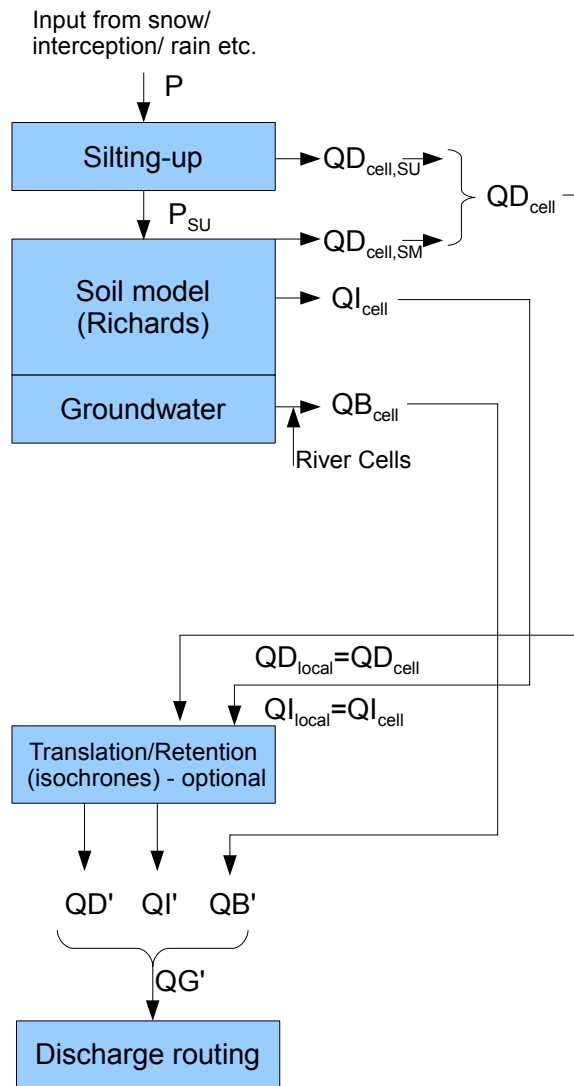 Input from snow/
interception/ rain etc.
P
Silting-up
QDcell,SU
QDcell
PSU
QDcell,SM
Soil model
(Richards)
QIcell
Groundwater
QBcell
River Cells
QDlocal=QDcell
QIlocal=QIcell
Translation/Retention
(isochrones) - optional
QD' QI' QB'
QG'
Discharge routing